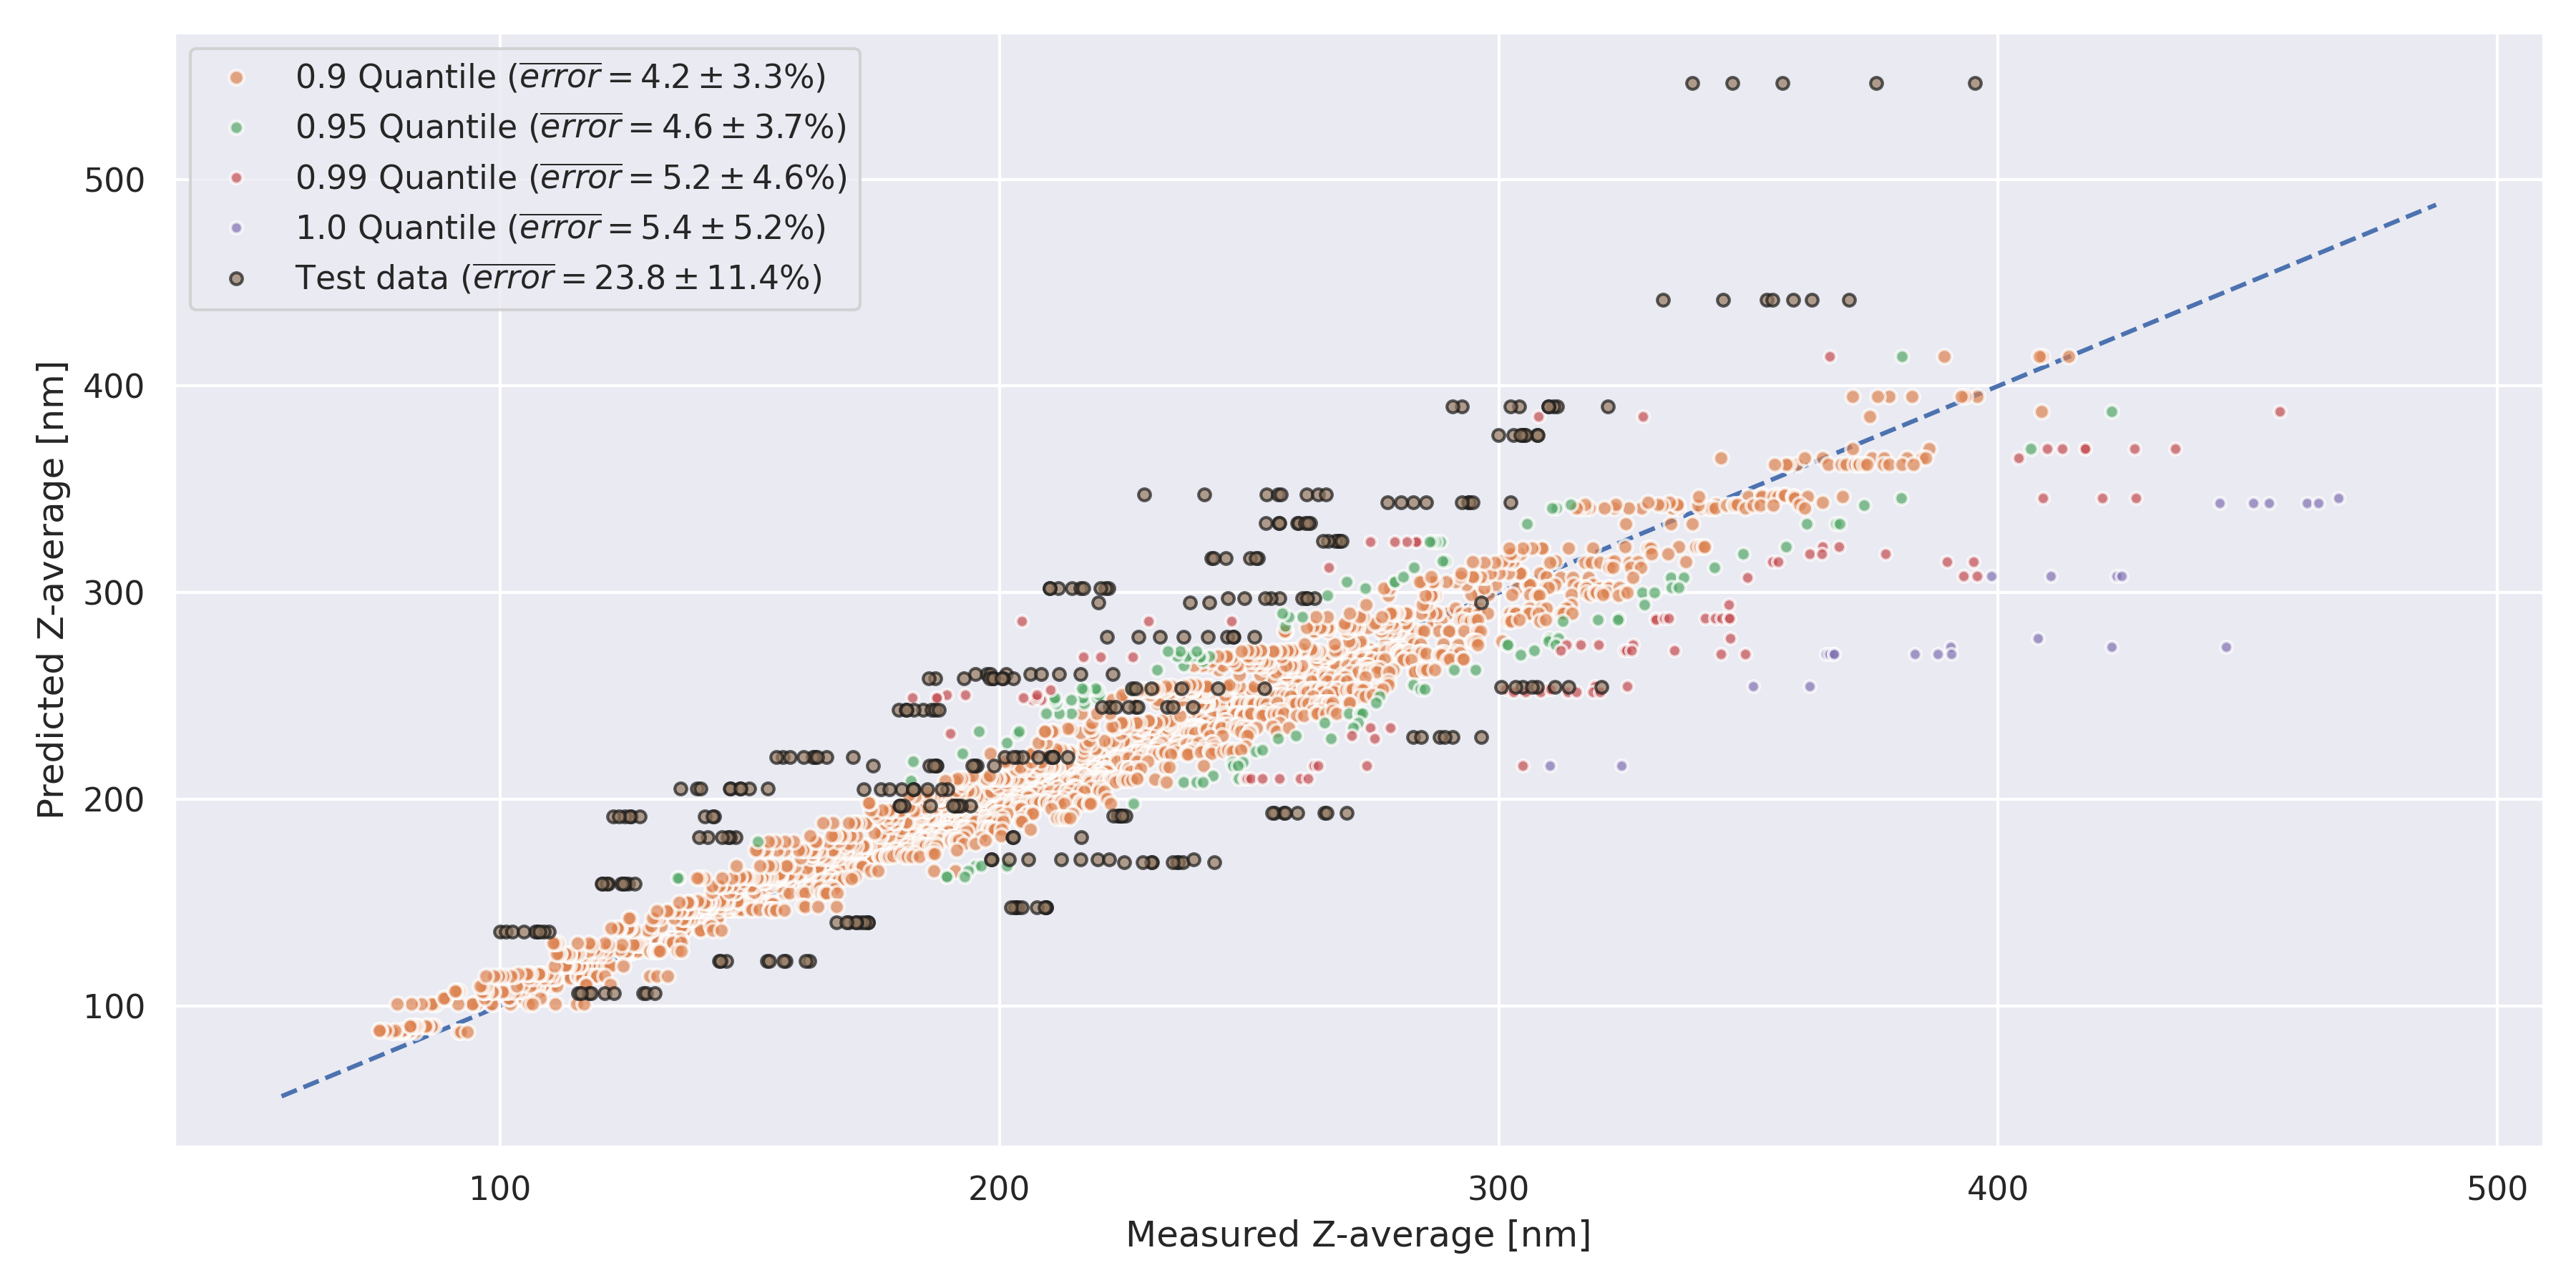 0.9 Quantile (error = 4.2 ± 3.3%)
0.95 Quantile (error = 4.6 ± 3.7%)
0.99 Quantile (error = 5.2 ± 4.6%)
1.0 Quantile (error = 5.4 ± 5.2%)
Test data (error = 23.8 ± 11.4%)
500
400
300
200
100
Predicted Z-average [nm]
100 200 300 400 500
Measured Z-average [nm]